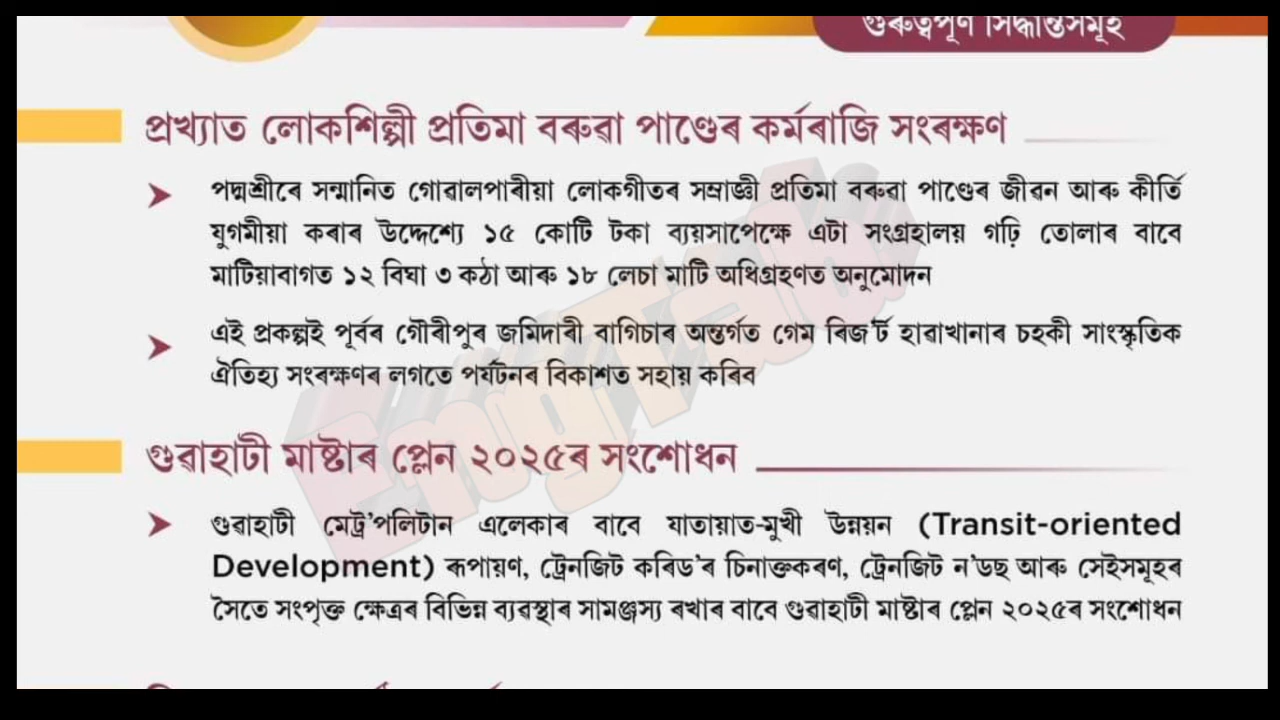 গুৰুত্বপূৰ্ণ সিদ্ধান্তসমূহ
প্ৰখ্যাত লোকশিল্পী প্ৰতিমা বৰুৱা পাণ্ডেৰ কৰ্মৰাজি সংৰক্ষণ
পদ্মশ্ৰীৰে সন্মানিত গোৱালপাৰীয়া লোকগীতৰ সম্ৰাজ্ঞী প্ৰতিমা বৰুৱা পাণ্ডেৰ জীৱন আৰু কীৰ্তি
যুগমীয়া কৰাৰ উদ্দেশ্যে ১৫ কোটি টকা ব্যয়সাপেক্ষে এটা সংগ্ৰহালয় গঢ়ি তোলাৰ বাবে
মাটিয়াবাগত ১২ বিঘা ৩ কঠা আৰু ১৮ লেচা মাটি অধিগ্ৰহণত অনুমোদন
এই প্ৰকল্পই পূৰ্বৰ গৌৰীপুৰ জমিদাৰী বাগিচাৰ অন্তৰ্গত গেম ৰিজ'ৰ্ট হাৱাখানাৰ চহকী সাংস্কৃতিক
ঐতিহ্য সংৰক্ষণৰ লগতে পৰ্যটনৰ বিকাশত সহায় কৰিব
গুৱাহাটী মাষ্টাৰ প্লেন ২০২৫ৰ সংশোধন
গুৱাহাটী মেট্ৰ'পলিটান এলেকাৰ বাবে যাতায়াত-মুখী উন্নয়ন (Transit-oriented
Development) ৰূপায়ণ, ট্ৰেনজিট কৰিড'ৰ চিনাক্তকৰণ, ট্ৰেনজিট ন'ডছ আৰু সেইসমূহৰ
সৈতে সংপৃক্ত ক্ষেত্ৰৰ বিভিন্ন ব্যৱস্থাৰ সামঞ্জস্য ৰখাৰ বাবে গুৱাহাটী মাষ্টাৰ প্লেন ২০২৫ৰ সংশোধন
EngTab